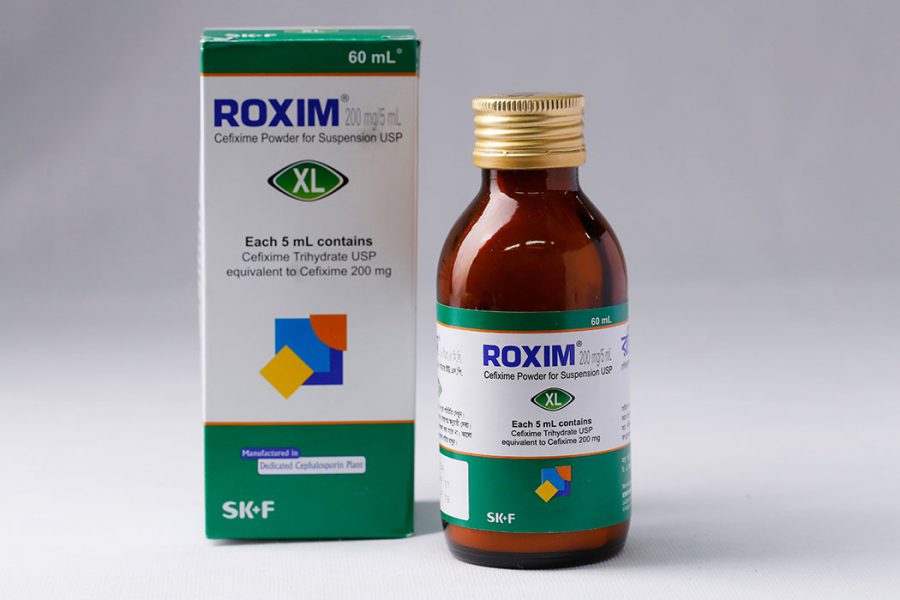 SK+F
60 mL*
ROXIM® 200 mg/5 mL
Cefixime Powder for Suspension USP
XL
Each 5 mL contains
Cefixime Trihydrate USP
equivalent to Cefixime 200 mg
Manufactured in
Dedicated Cephalosporin Plant
SK+F
60 mL
ROXIM® 200 mg/5 mL
Cefixime Powder for Suspension USP
XL
Each 5 mL contains
Cefixime Trihydrate USP
equivalent to Cefixime 200 mg
SK+F